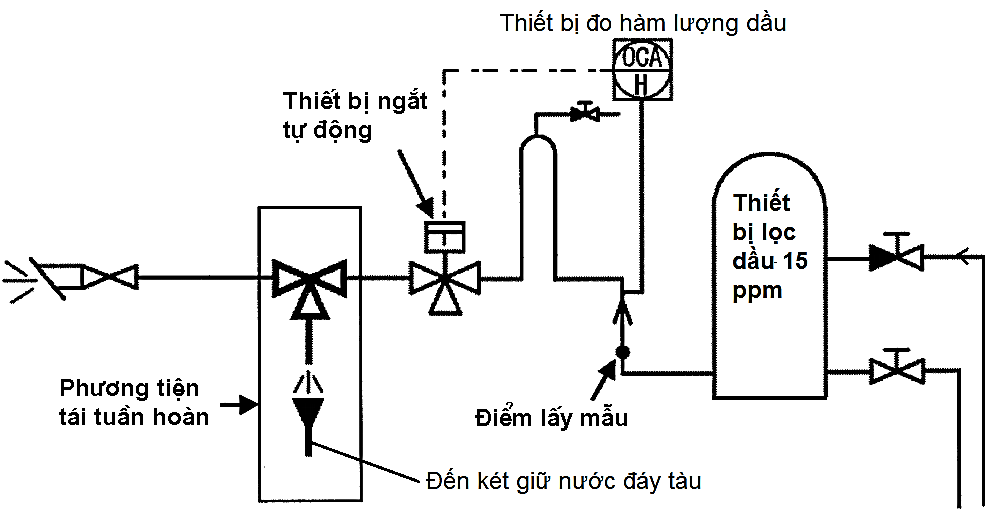 Thiết bị đo hàm lượng dầu
OCA
H
Thiết bị ngắt
tự động
Thiết
bị lọc
dầu 15
ppm
Phương tiện
tái tuần hoàn
Điểm lấy mẫu
Đến két giữ nước đáy tàu